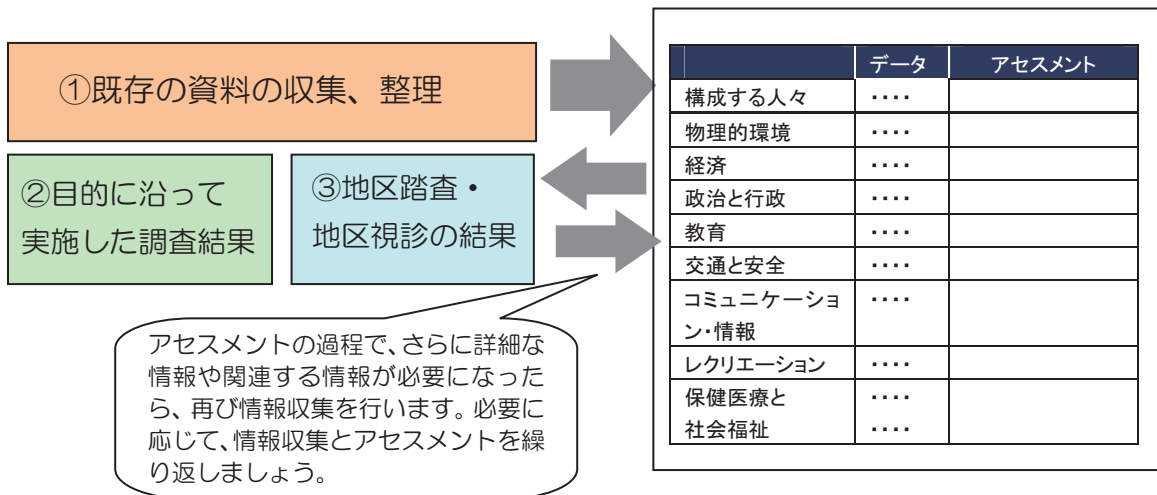 ①既存の資料の収集、整理
②目的に沿って
実施した調査結果
③地区踏査・
地区視診の結果
アセスメントの過程で、さらに詳細な
情報や関連する情報が必要になった
ら、再び情報収集を行います。必要に
応じて、情報収集とアセスメントを繰
り返しましょう。
データ アセスメント
構成する人々 ････
物理的環境 ････
経済 ････
政治と行政 ････
教育 ････
交通と安全 ････
コミュニケーショ ････
ン・情報
レクリエーション ････
保健医療と ････
社会福祉 ････